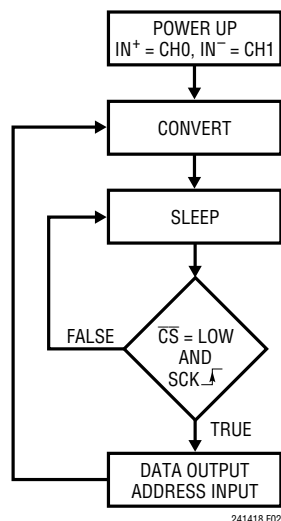 POWER UP
IN⁺ = CH0, IN⁻ = CH1
CONVERT
SLEEP
FALSE
C̅S̅ = LOW
AND
SCK
TRUE
DATA OUTPUT
ADDRESS INPUT
241418 F02